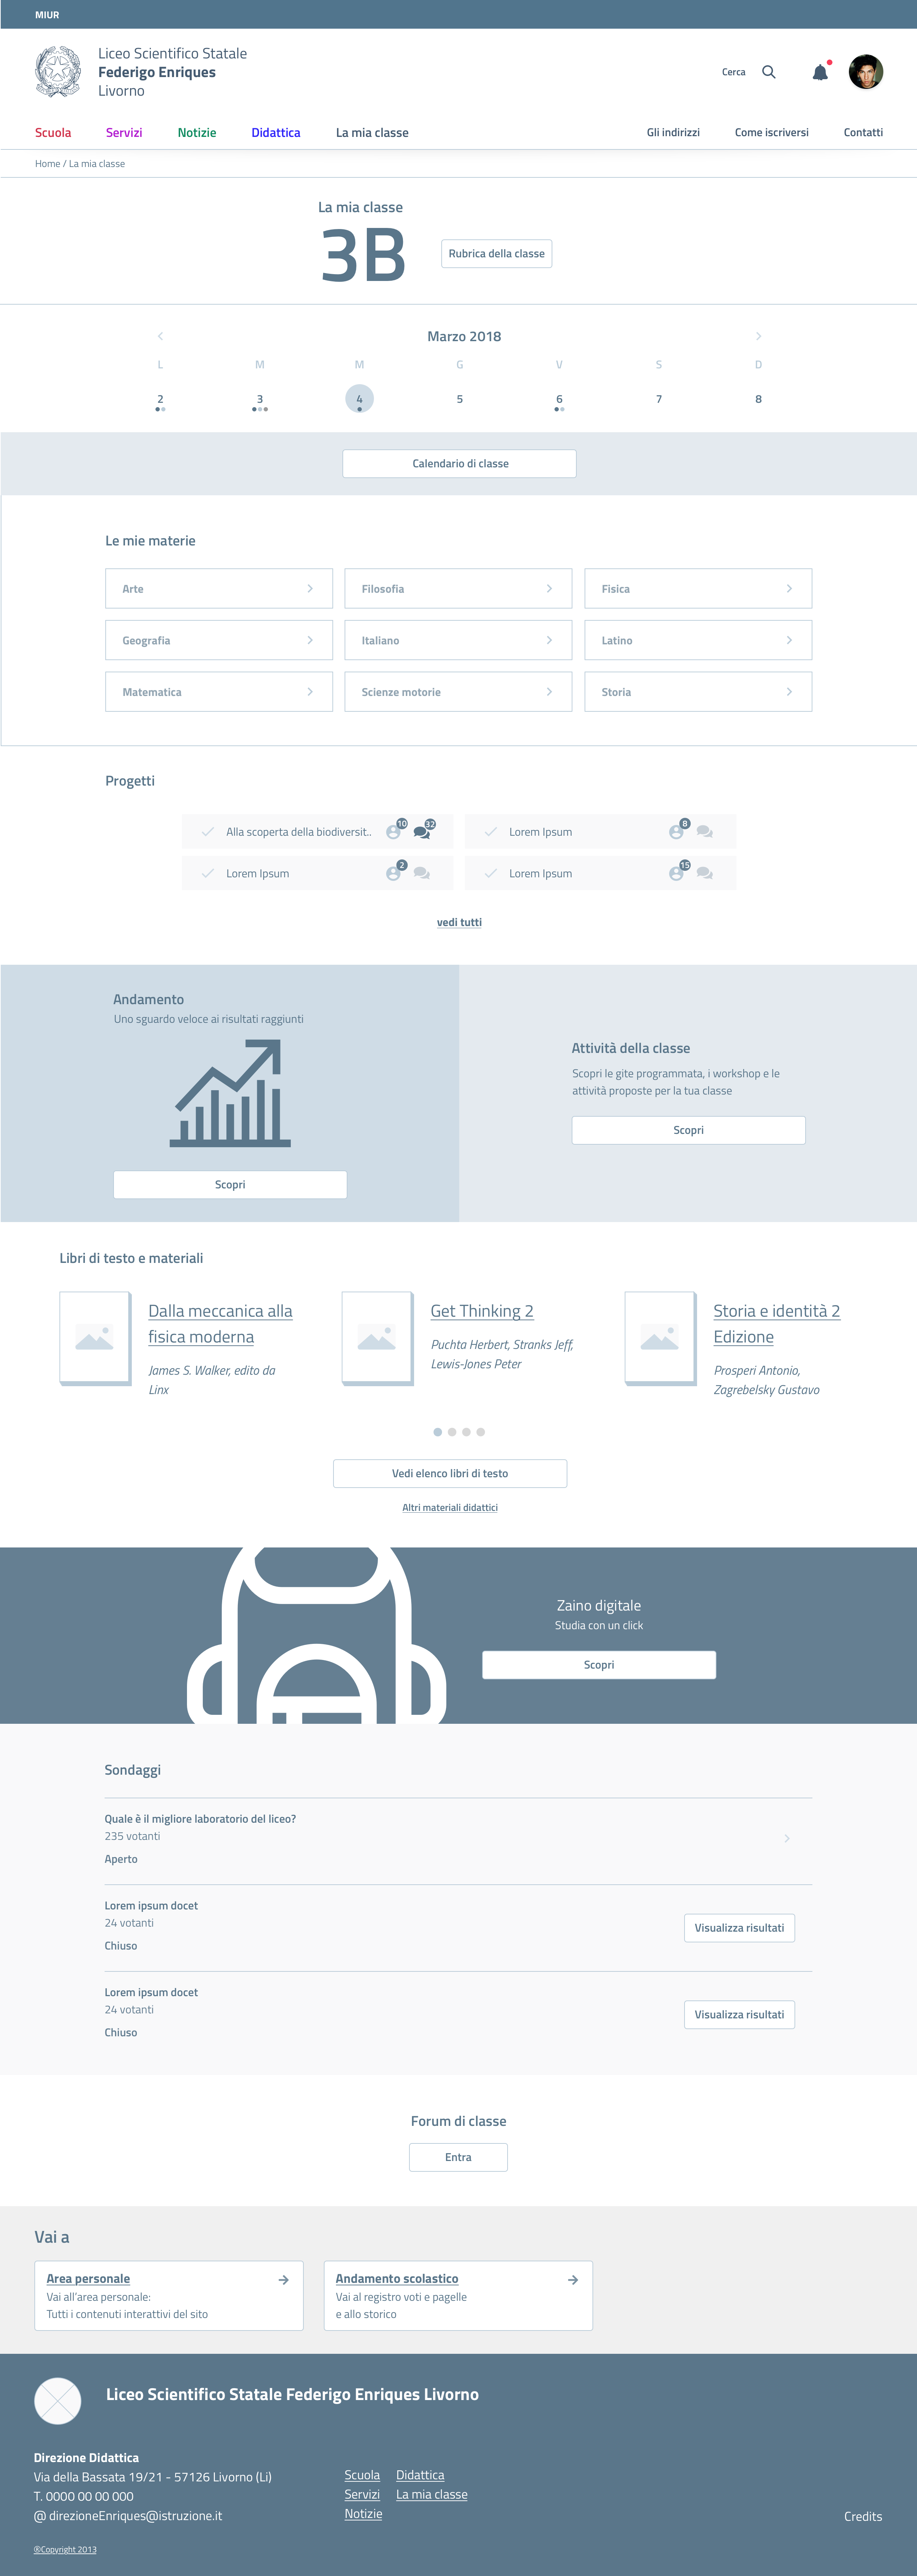 MIUR
Liceo Scientifico Statale
Federigo Enriques
Livorno
Cerca
Scuola Servizi Notizie Didattica La mia classe Gli indirizzi Come iscriversi Contatti
Home / La mia classe
La mia classe
3B
Rubrica della classe
Marzo 2018
L M M G V S D
2 3 4 5 6 7 8
Calendario di classe
Le mie materie
Arte Filosofia Fisica
Geografia Italiano Latino
Matematica Scienze motorie Storia
Progetti
Alla scoperta della biodiversit.. 10 32 Lorem Ipsum 8
Lorem Ipsum 2 Lorem Ipsum 15
vedi tutti
Andamento
Uno sguardo veloce ai risultati raggiunti
Scopri
Attività della classe
Scopri le gite programmata, i workshop e le
attività proposte per la tua classe
Scopri
Libri di testo e materiali
Dalla meccanica alla
fisica moderna
James S. Walker, edito da
Linx
Get Thinking 2
Puchta Herbert, Stranks Jeff,
Lewis-Jones Peter
Storia e identità 2
Edizione
Prosperi Antonio,
Zagrebelsky Gustavo
Vedi elenco libri di testo
Altri materiali didattici
Zaino digitale
Studia con un click
Scopri
Sondaggi
Quale è il migliore laboratorio del liceo?
235 votanti
Aperto
Lorem ipsum docet
24 votanti
Chiuso
Visualizza risultati
Lorem ipsum docet
24 votanti
Chiuso
Visualizza risultati
Forum di classe
Entra
Vai a
Area personale
Vai all'area personale:
Tutti i contenuti interattivi del sito
Andamento scolastico
Vai al registro voti e pagelle
e allo storico
Liceo Scientifico Statale Federigo Enriques Livorno
Direzione Didattica
Via della Bassata 19/21 - 57126 Livorno (Li)
T. 0000 00 00 000
@ direzioneEnriques@istruzione.it
Scuola Didattica
Servizi La mia classe
Notizie
Credits
®Copyright 2013